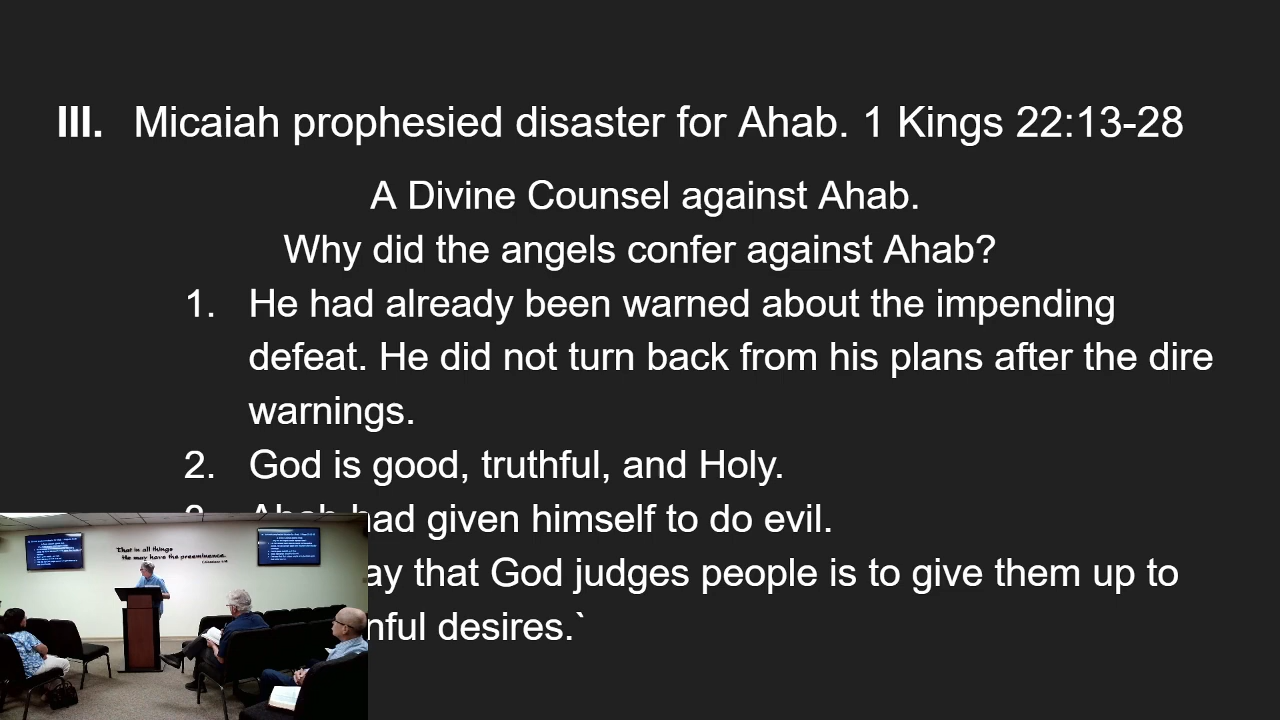 III. Micaiah prophesied disaster for Ahab. 1 Kings 22:13-28
A Divine Counsel against Ahab.
Why did the angels confer against Ahab?
1. He had already been warned about the impending
defeat. He did not turn back from his plans after the dire
warnings.
2. God is good, truthful, and Holy.
Ahab had given himself to do evil.
ay that God judges people is to give them up to
nful desires.`
That in all things
He may have the preeminence.